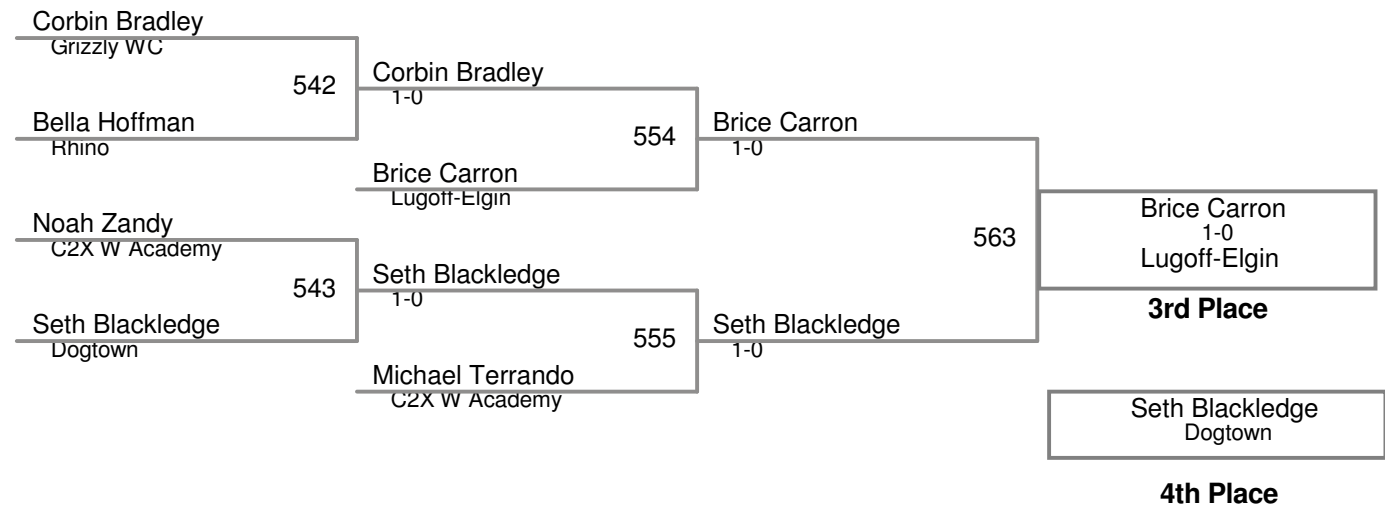 Corbin Bradley
Grizzly WC
542
Corbin Bradley
1-0
Bella Hoffman
Rhino
554
Brice Carron
1-0
Brice Carron
Lugoff-Elgin
Noah Zandy
C2X W Academy
543
Seth Blackledge
1-0
Seth Blackledge
Dogtown
555
Seth Blackledge
1-0
Michael Terrando
C2X W Academy
563
Brice Carron
1-0
Lugoff-Elgin
3rd Place
Seth Blackledge
Dogtown
4th Place